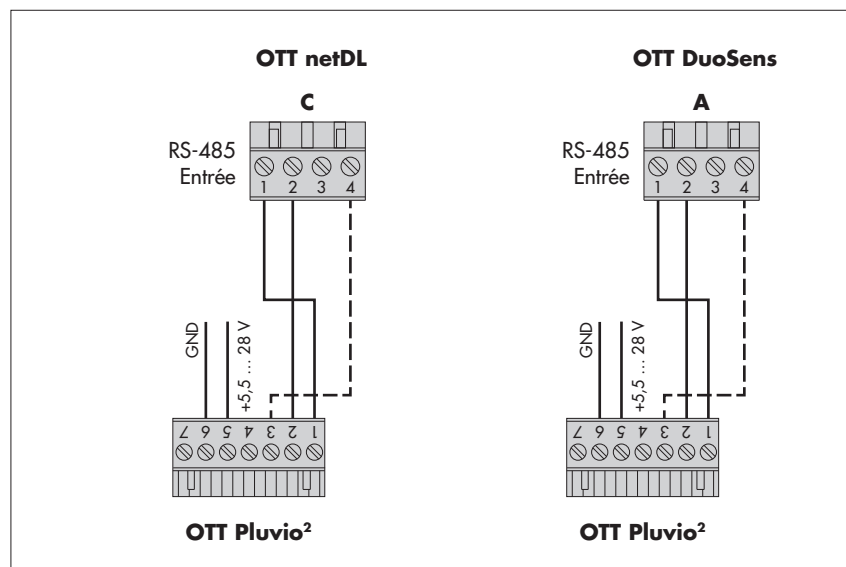 OTT netDL
C
RS-485
Entrée
1 2 3 4
GND
+5,5 ... 28 V
7 6 5 4 3 2 1
OTT Pluvio²
OTT DuoSens
A
RS-485
Entrée
1 2 3 4
GND
+5,5 ... 28 V
7 6 5 4 3 2 1
OTT Pluvio²